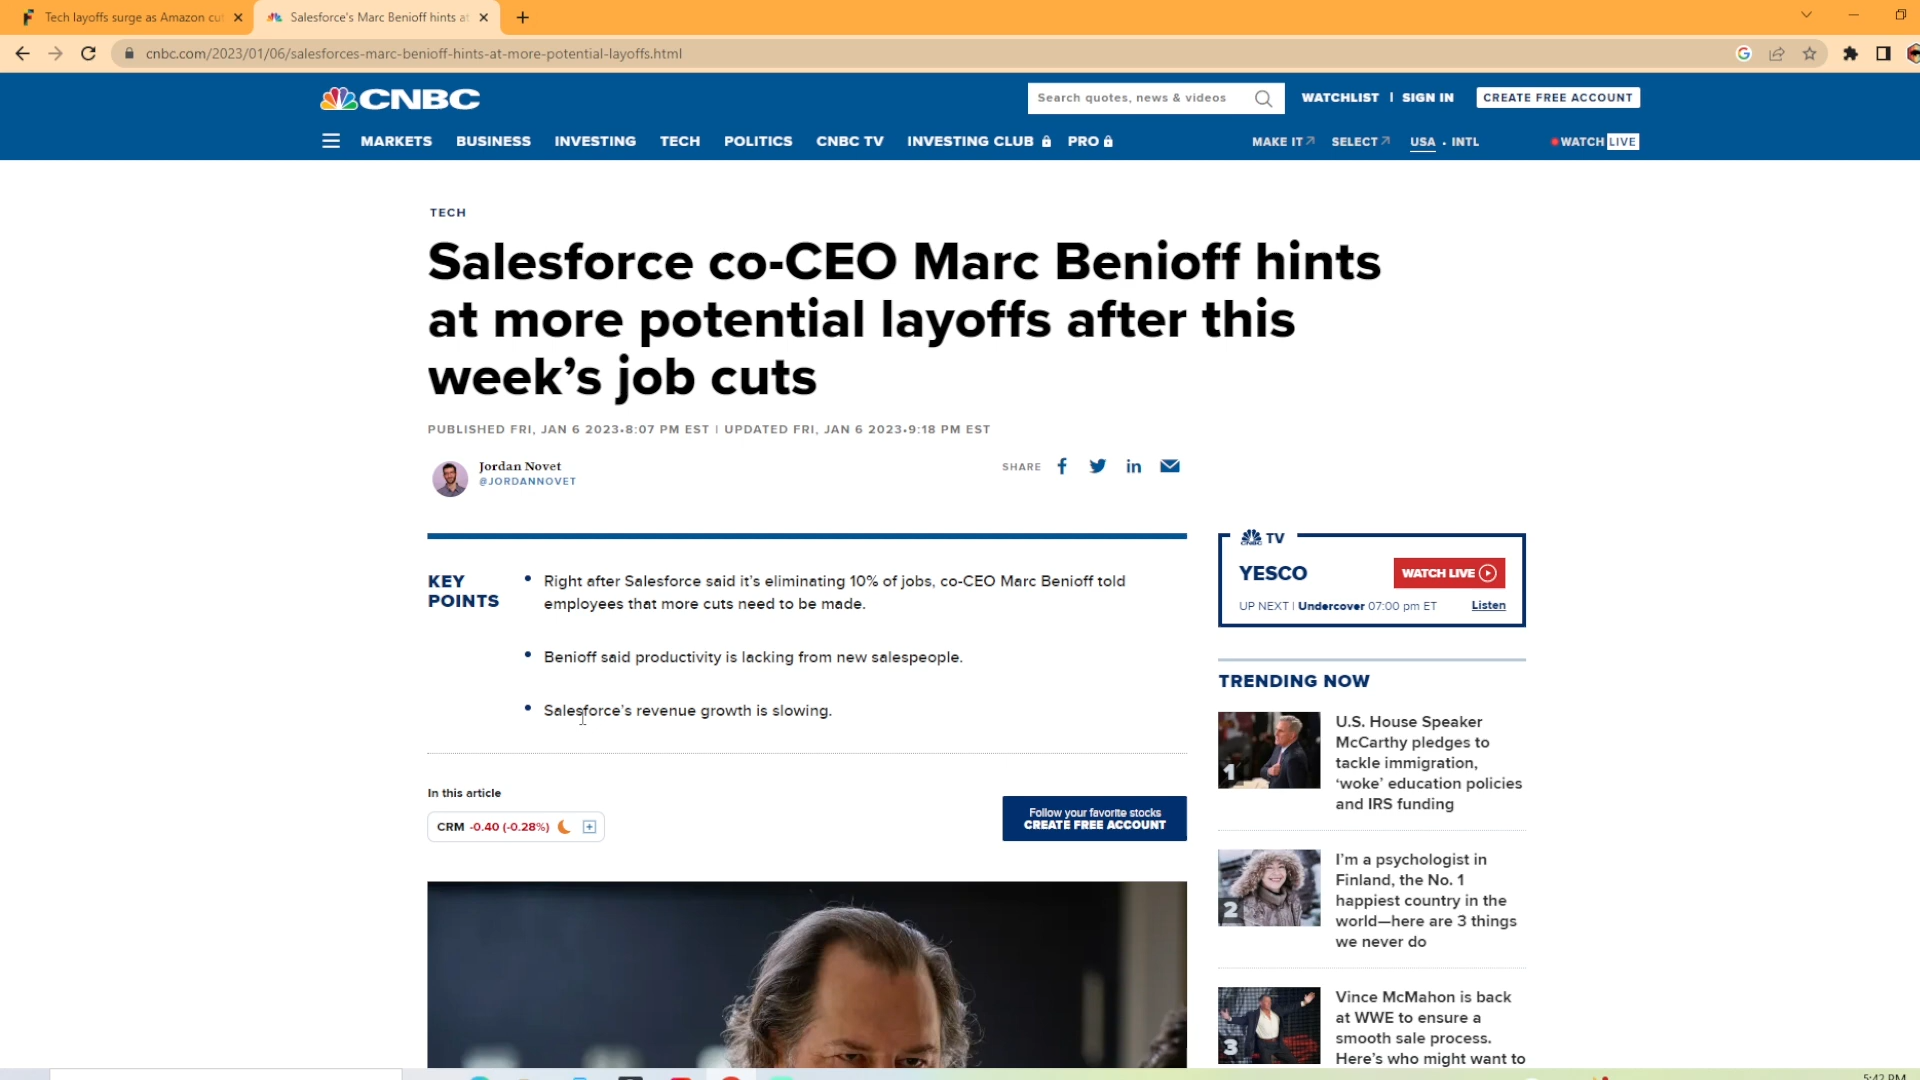 Tech layoffs surge as Amazon cu
Salesforce's Marc Benioff hints at
cnbc.com/2023/01/06/salesforces-marc-benioff-hints-at-more-potential-layoffs.html
CNBC
Search quotes, news & videos
WATCHLIST | SIGN IN
CREATE FREE ACCOUNT
MARKETS BUSINESS INVESTING TECH POLITICS CNBC TV INVESTING CLUB PRO
MAKE IT SELECT USA • INTL
WATCH LIVE
TECH
Salesforce co-CEO Marc Benioff hints
at more potential layoffs after this
week’s job cuts
PUBLISHED FRI, JAN 6 2023•8:07 PM EST | UPDATED FRI, JAN 6 2023•9:18 PM EST
Jordan Novet
@JORDANNOVET
SHARE
KEY
POINTS
Right after Salesforce said it’s eliminating 10% of jobs, co-CEO Marc Benioff told
employees that more cuts need to be made.
Benioff said productivity is lacking from new salespeople.
Salesforce’s revenue growth is slowing.
In this article
CRM -0.40 (-0.28%)
Follow your favorite stocks
CREATE FREE ACCOUNT
CNBC TV
YESCO
WATCH LIVE
UP NEXT | Undercover 07:00 pm ET
Listen
TRENDING NOW
1
U.S. House Speaker
McCarthy pledges to
tackle immigration,
‘woke’ education policies
and IRS funding
2
I’m a psychologist in
Finland, the No. 1
happiest country in the
world—here are 3 things
we never do
3
Vince McMahon is back
at WWE to ensure a
smooth sale process.
Here’s who might want to
5:42 PM